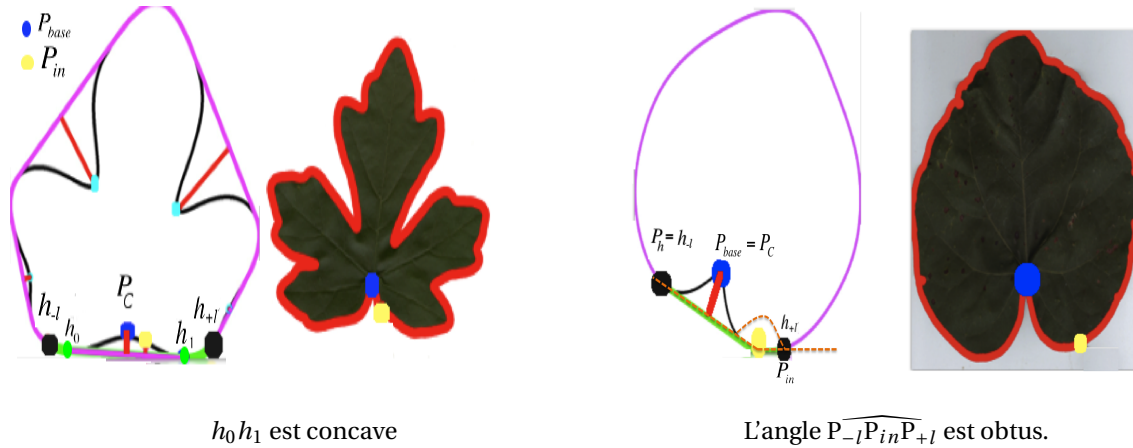 P_base
P_in
P_C
h_-l
h_0
h_1
h_+l
P_h = h_-l
P_base = P_C
h_+l
P_in
h_0h_1 est concave
L'angle P_-lP_inP_+l est obtus.